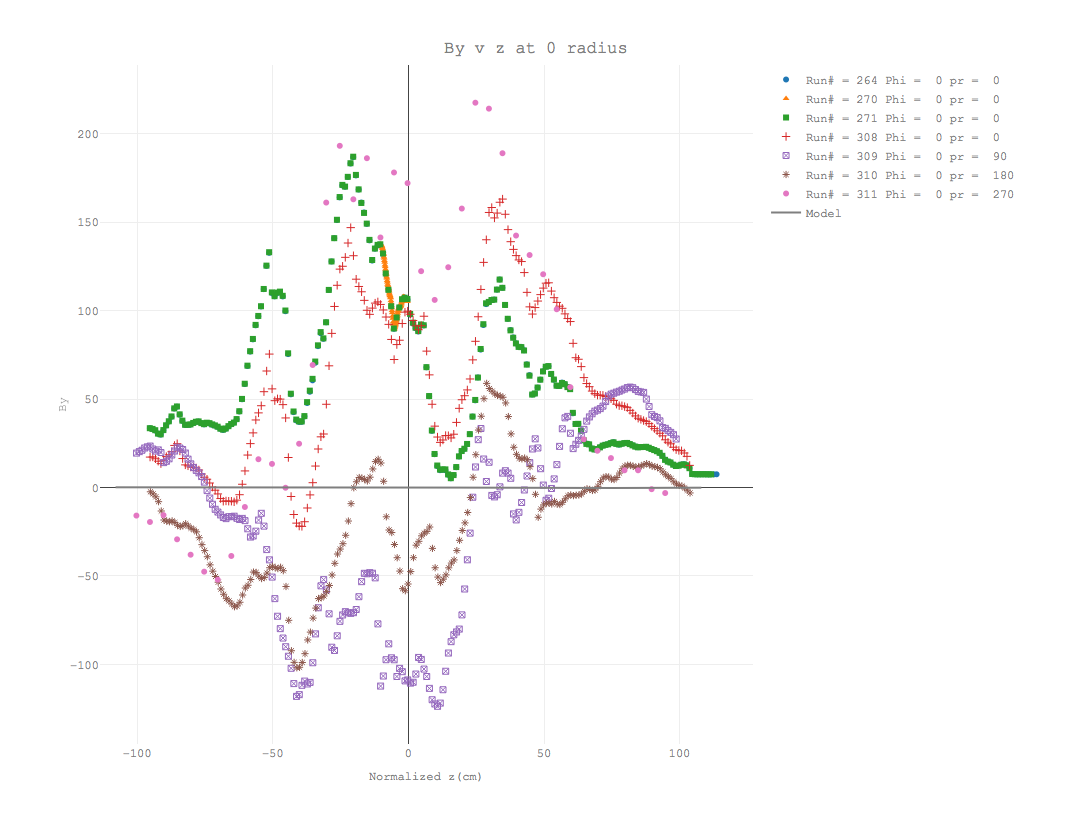 By v z at 0 radius
Run# = 264 Phi =  0 pr =  0
Run# = 270 Phi =  0 pr =  0
Run# = 271 Phi =  0 pr =  0
Run# = 308 Phi =  0 pr =  0
Run# = 309 Phi =  0 pr =  90
Run# = 310 Phi =  0 pr =  180
Run# = 311 Phi =  0 pr =  270
Model
200
150
100
50
0
−50
−100
By
−100 −50 0 50 100
Normalized z(cm)